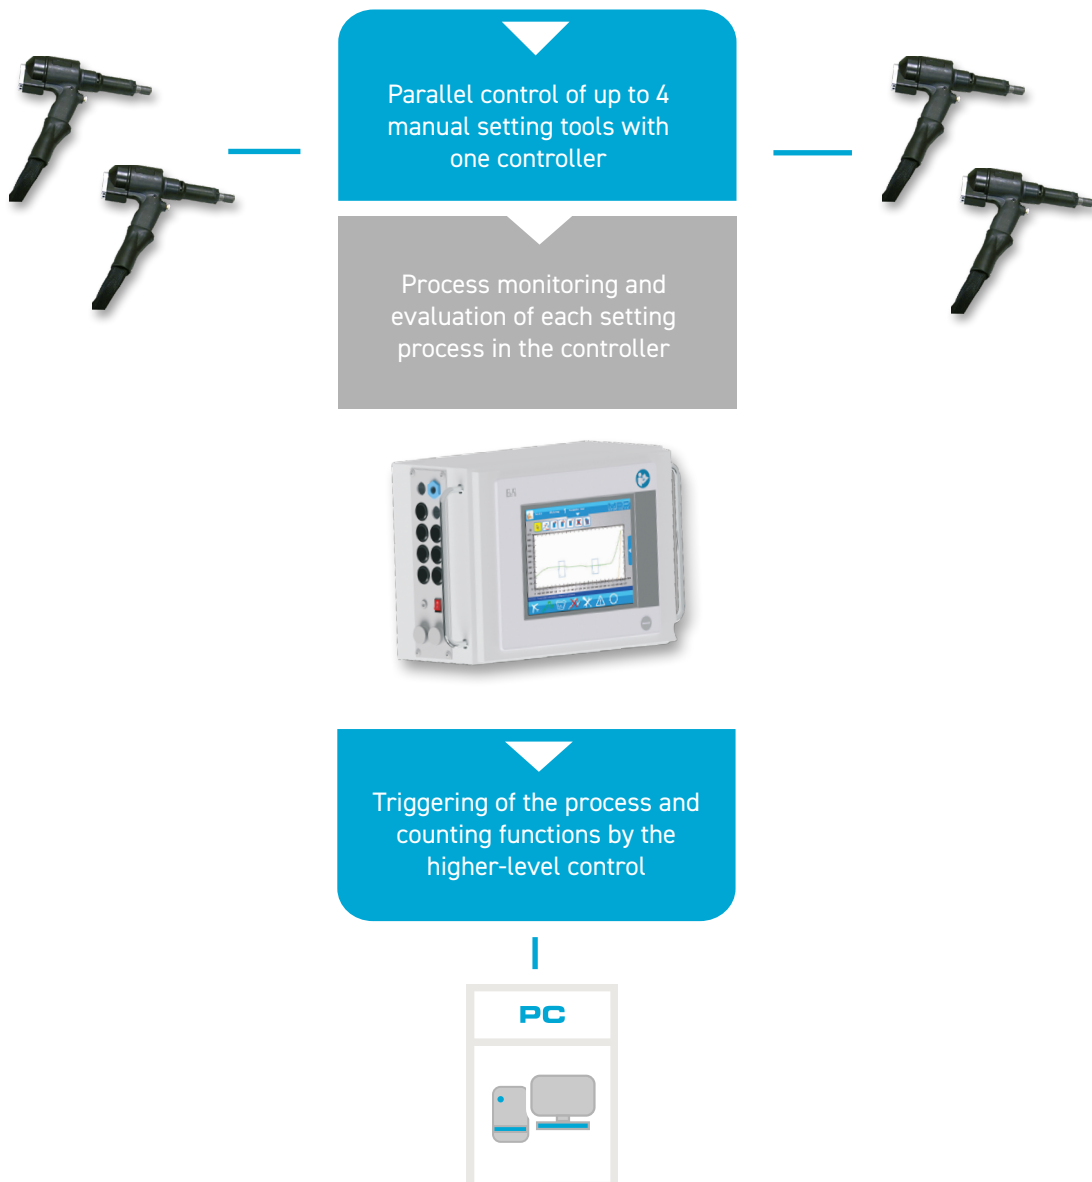 Parallel control of up to 4
manual setting tools with
one controller
Process monitoring and
evaluation of each setting
process in the controller
Triggering of the process and
counting functions by the
higher-level control
PC